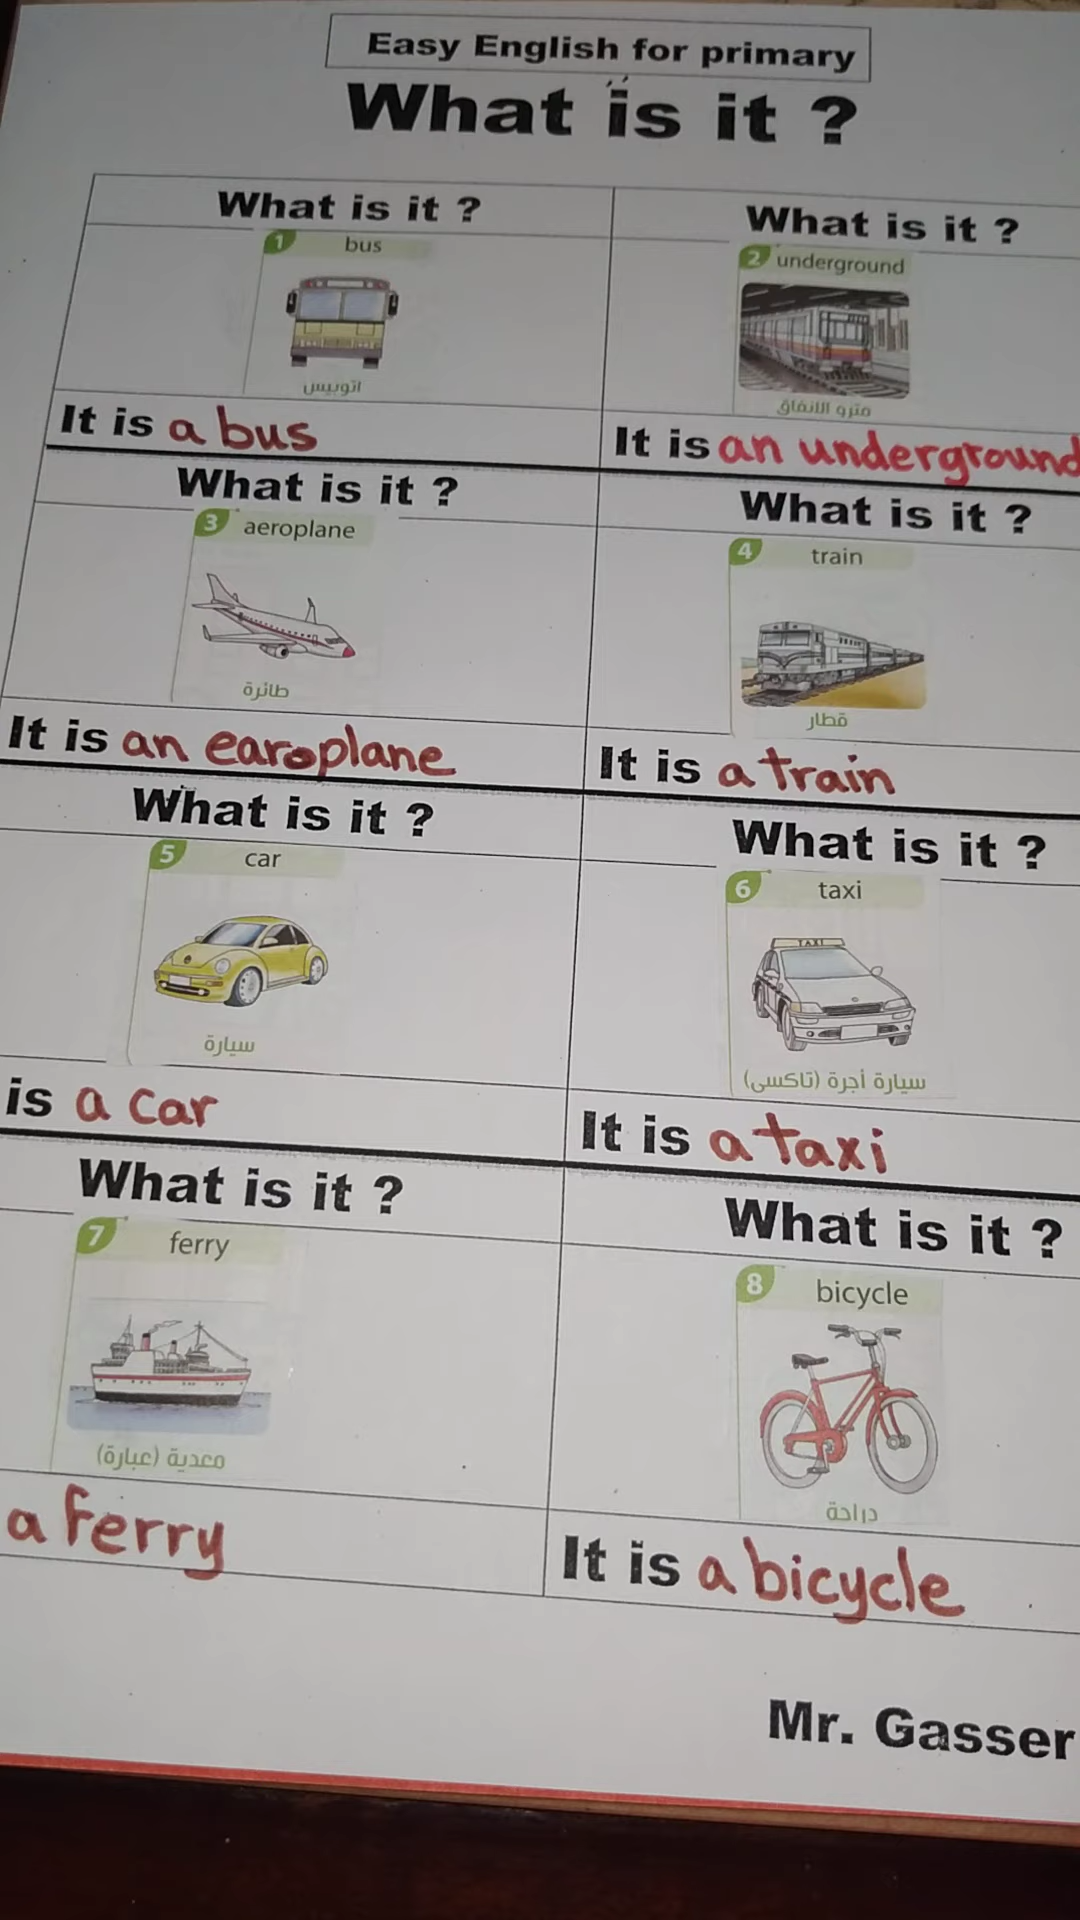 Easy English for primary
What is it ?
What is it ?
1 bus
اتوبيس
It is a bus
What is it ?
2 underground
مترو الانفاق
It is an underground
What is it ?
3 aeroplane
طائرة
It is an earoplane
What is it ?
4 train
قطار
It is a train
What is it ?
5 car
سيارة
is a car
What is it ?
6 taxi
TAXI
سيارة أجرة (تاكسى)
It is a taxi
What is it ?
7 ferry
معدية (عبارة)
a ferry
What is it ?
8 bicycle
دراجة
It is a bicycle
Mr. Gasser